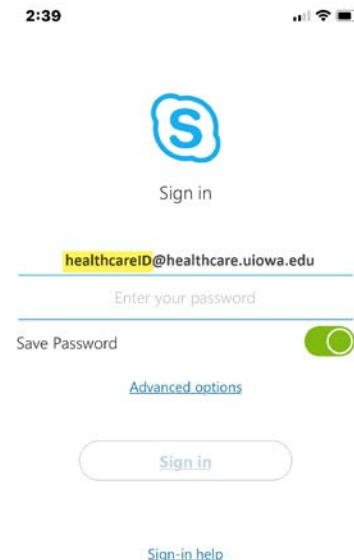 2:39
S
Sign in
healthcareID@healthcare.uiowa.edu
Enter your password
Save Password
Advanced options
Sign in
Sign-in help